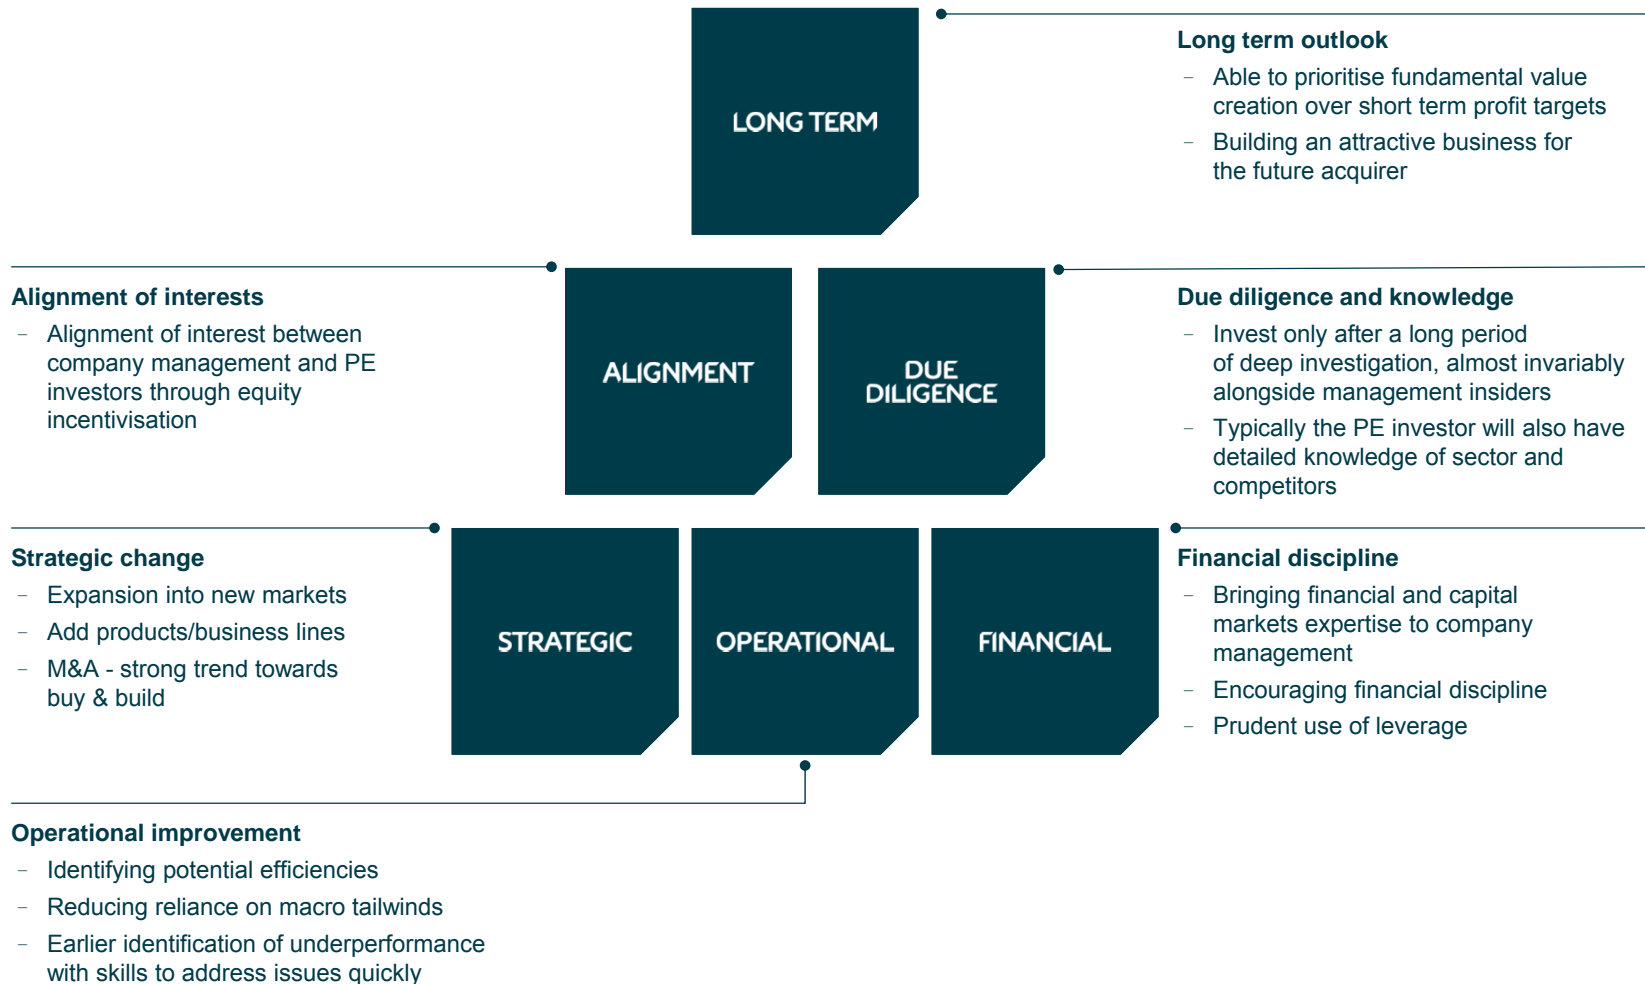 LONG TERM
Long term outlook
- Able to prioritise fundamental value
creation over short term profit targets
- Building an attractive business for
the future acquirer
Alignment of interests
- Alignment of interest between
company management and PE
investors through equity
incentivisation
ALIGNMENT
DUE
DILIGENCE
Due diligence and knowledge
- Invest only after a long period
of deep investigation, almost invariably
alongside management insiders
- Typically the PE investor will also have
detailed knowledge of sector and
competitors
Strategic change
- Expansion into new markets
- Add products/business lines
- M&A - strong trend towards
buy & build
STRATEGIC
OPERATIONAL
FINANCIAL
Financial discipline
- Bringing financial and capital
markets expertise to company
management
- Encouraging financial discipline
- Prudent use of leverage
Operational improvement
- Identifying potential efficiencies
- Reducing reliance on macro tailwinds
- Earlier identification of underperformance
with skills to address issues quickly